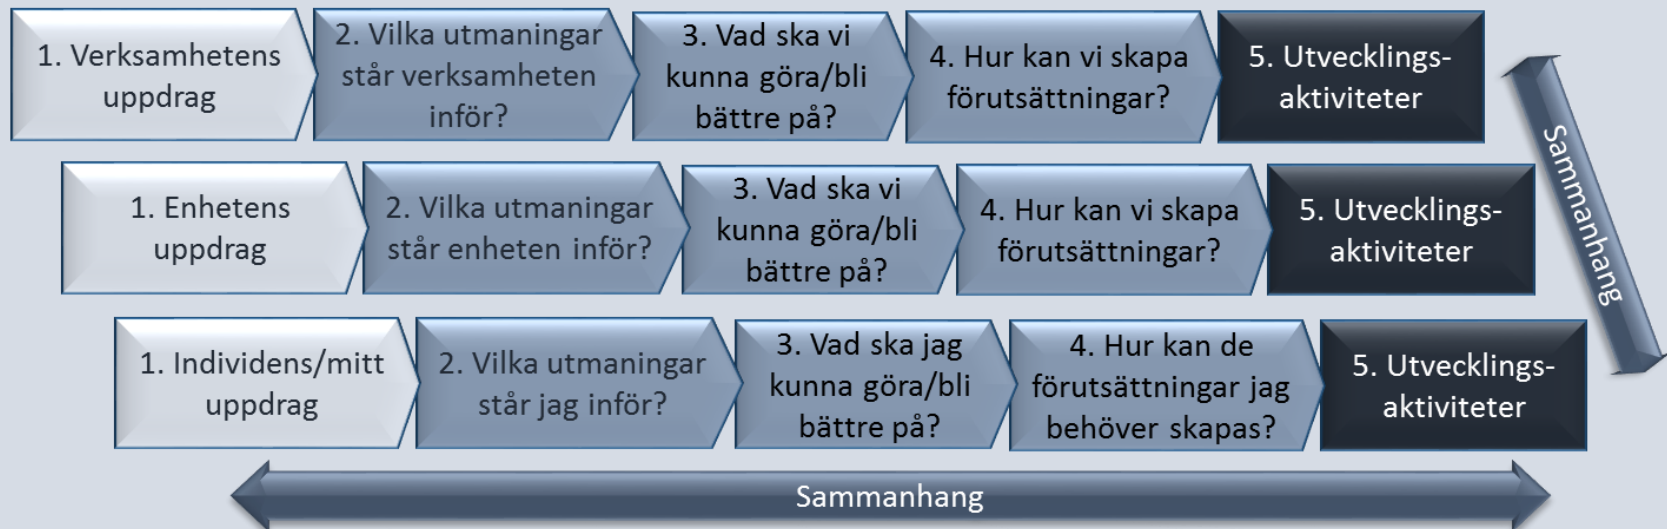 1. Verksamhetens
uppdrag
2. Vilka utmaningar
står verksamheten
inför?
3. Vad ska vi
kunna göra/bli
bättre på?
4. Hur kan vi skapa
förutsättningar?
5. Utvecklings-
aktiviteter
1. Enhetens
uppdrag
2. Vilka utmaningar
står enheten inför?
3. Vad ska vi
kunna göra/bli
bättre på?
4. Hur kan vi skapa
förutsättningar?
5. Utvecklings-
aktiviteter
1. Individens/mitt
uppdrag
2. Vilka utmaningar
står jag inför?
3. Vad ska jag
kunna göra/bli
bättre på?
4. Hur kan de
förutsättningar jag
behöver skapas?
5. Utvecklings-
aktiviteter
Sammanhang
Sammanhang